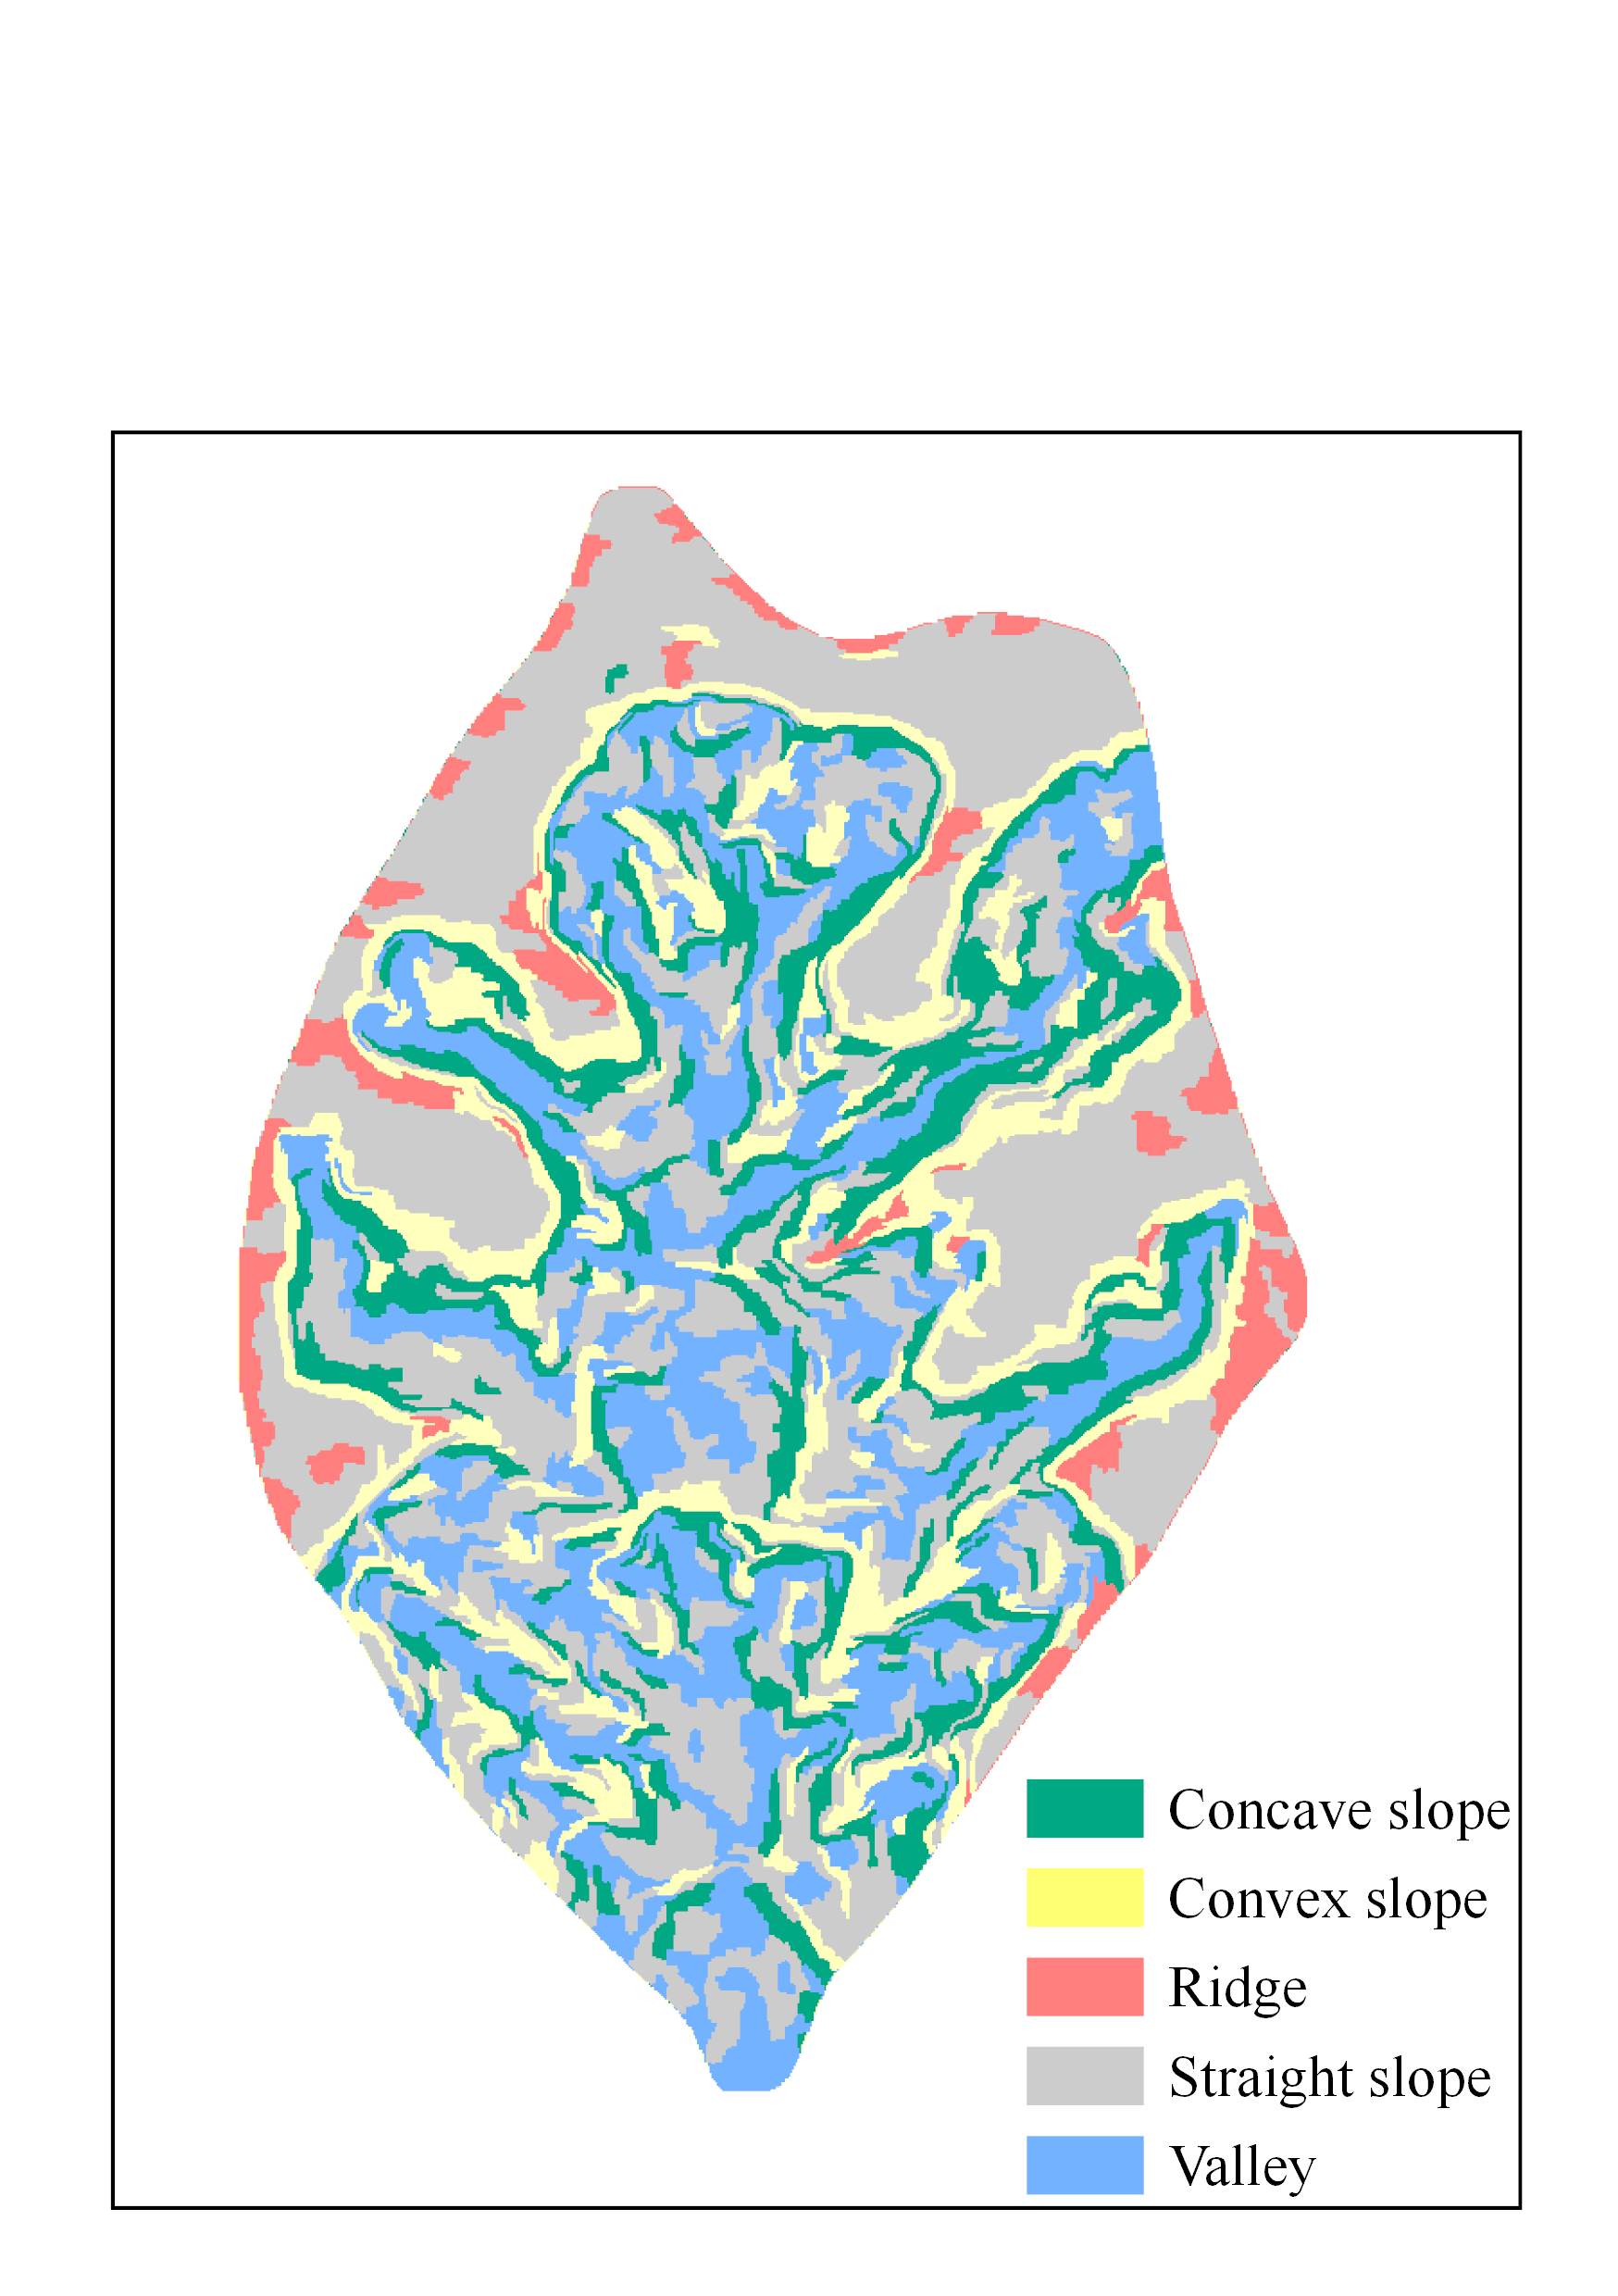 Concave slope
Convex slope
Ridge
Straight slope
Valley